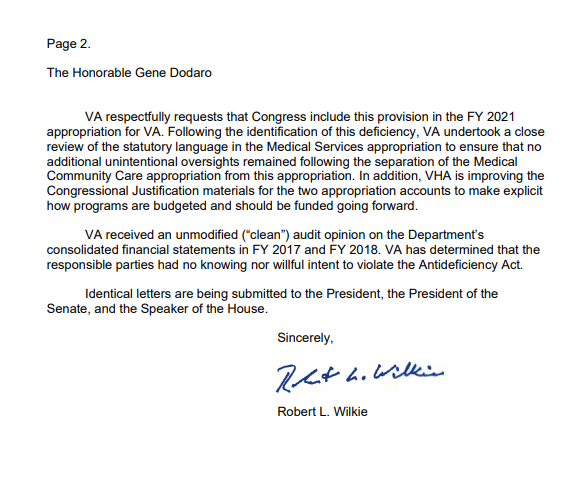 Page 2.
The Honorable Gene Dodaro
VA respectfully requests that Congress include this provision in the FY 2021
appropriation for VA. Following the identification of this deficiency, VA undertook a close
review of the statutory language in the Medical Services appropriation to ensure that no
additional unintentional oversights remained following the separation of the Medical
Community Care appropriation from this appropriation. In addition, VHA is improving the
Congressional Justification materials for the two appropriation accounts to make explicit
how programs are budgeted and should be funded going forward.
VA received an unmodified (“clean”) audit opinion on the Department’s
consolidated financial statements in FY 2017 and FY 2018. VA has determined that the
responsible parties had no knowing nor willful intent to violate the Antideficiency Act.
Identical letters are being submitted to the President, the President of the
Senate, and the Speaker of the House.
Sincerely,
Robert L. Wilkie
Robert L. Wilkie